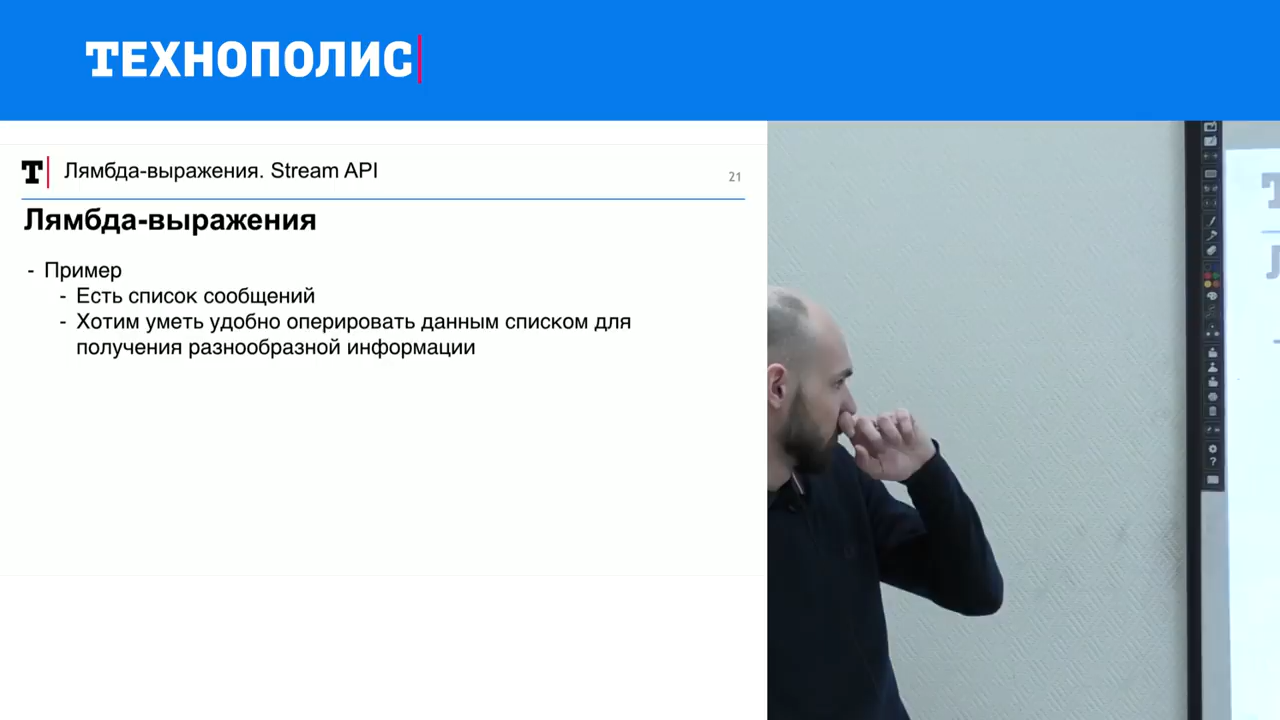 ТЕХНОПОЛИС
Т Лямбда-выражения. Stream API 21
Лямбда-выражения
- Пример
- Есть список сообщений
- Хотим уметь удобно оперировать данным списком для
получения разнообразной информации